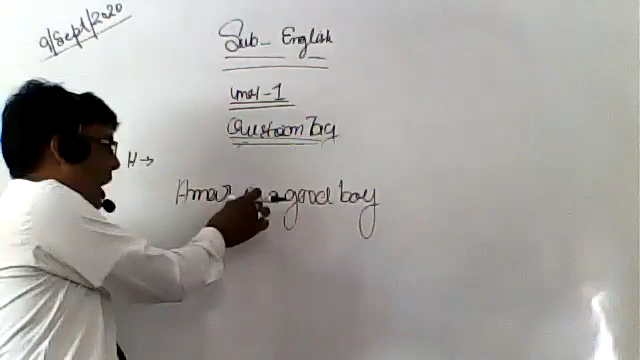 9/Sept/2020
Sub- English
Unit-1
Question Tag
H→
Amar good boy